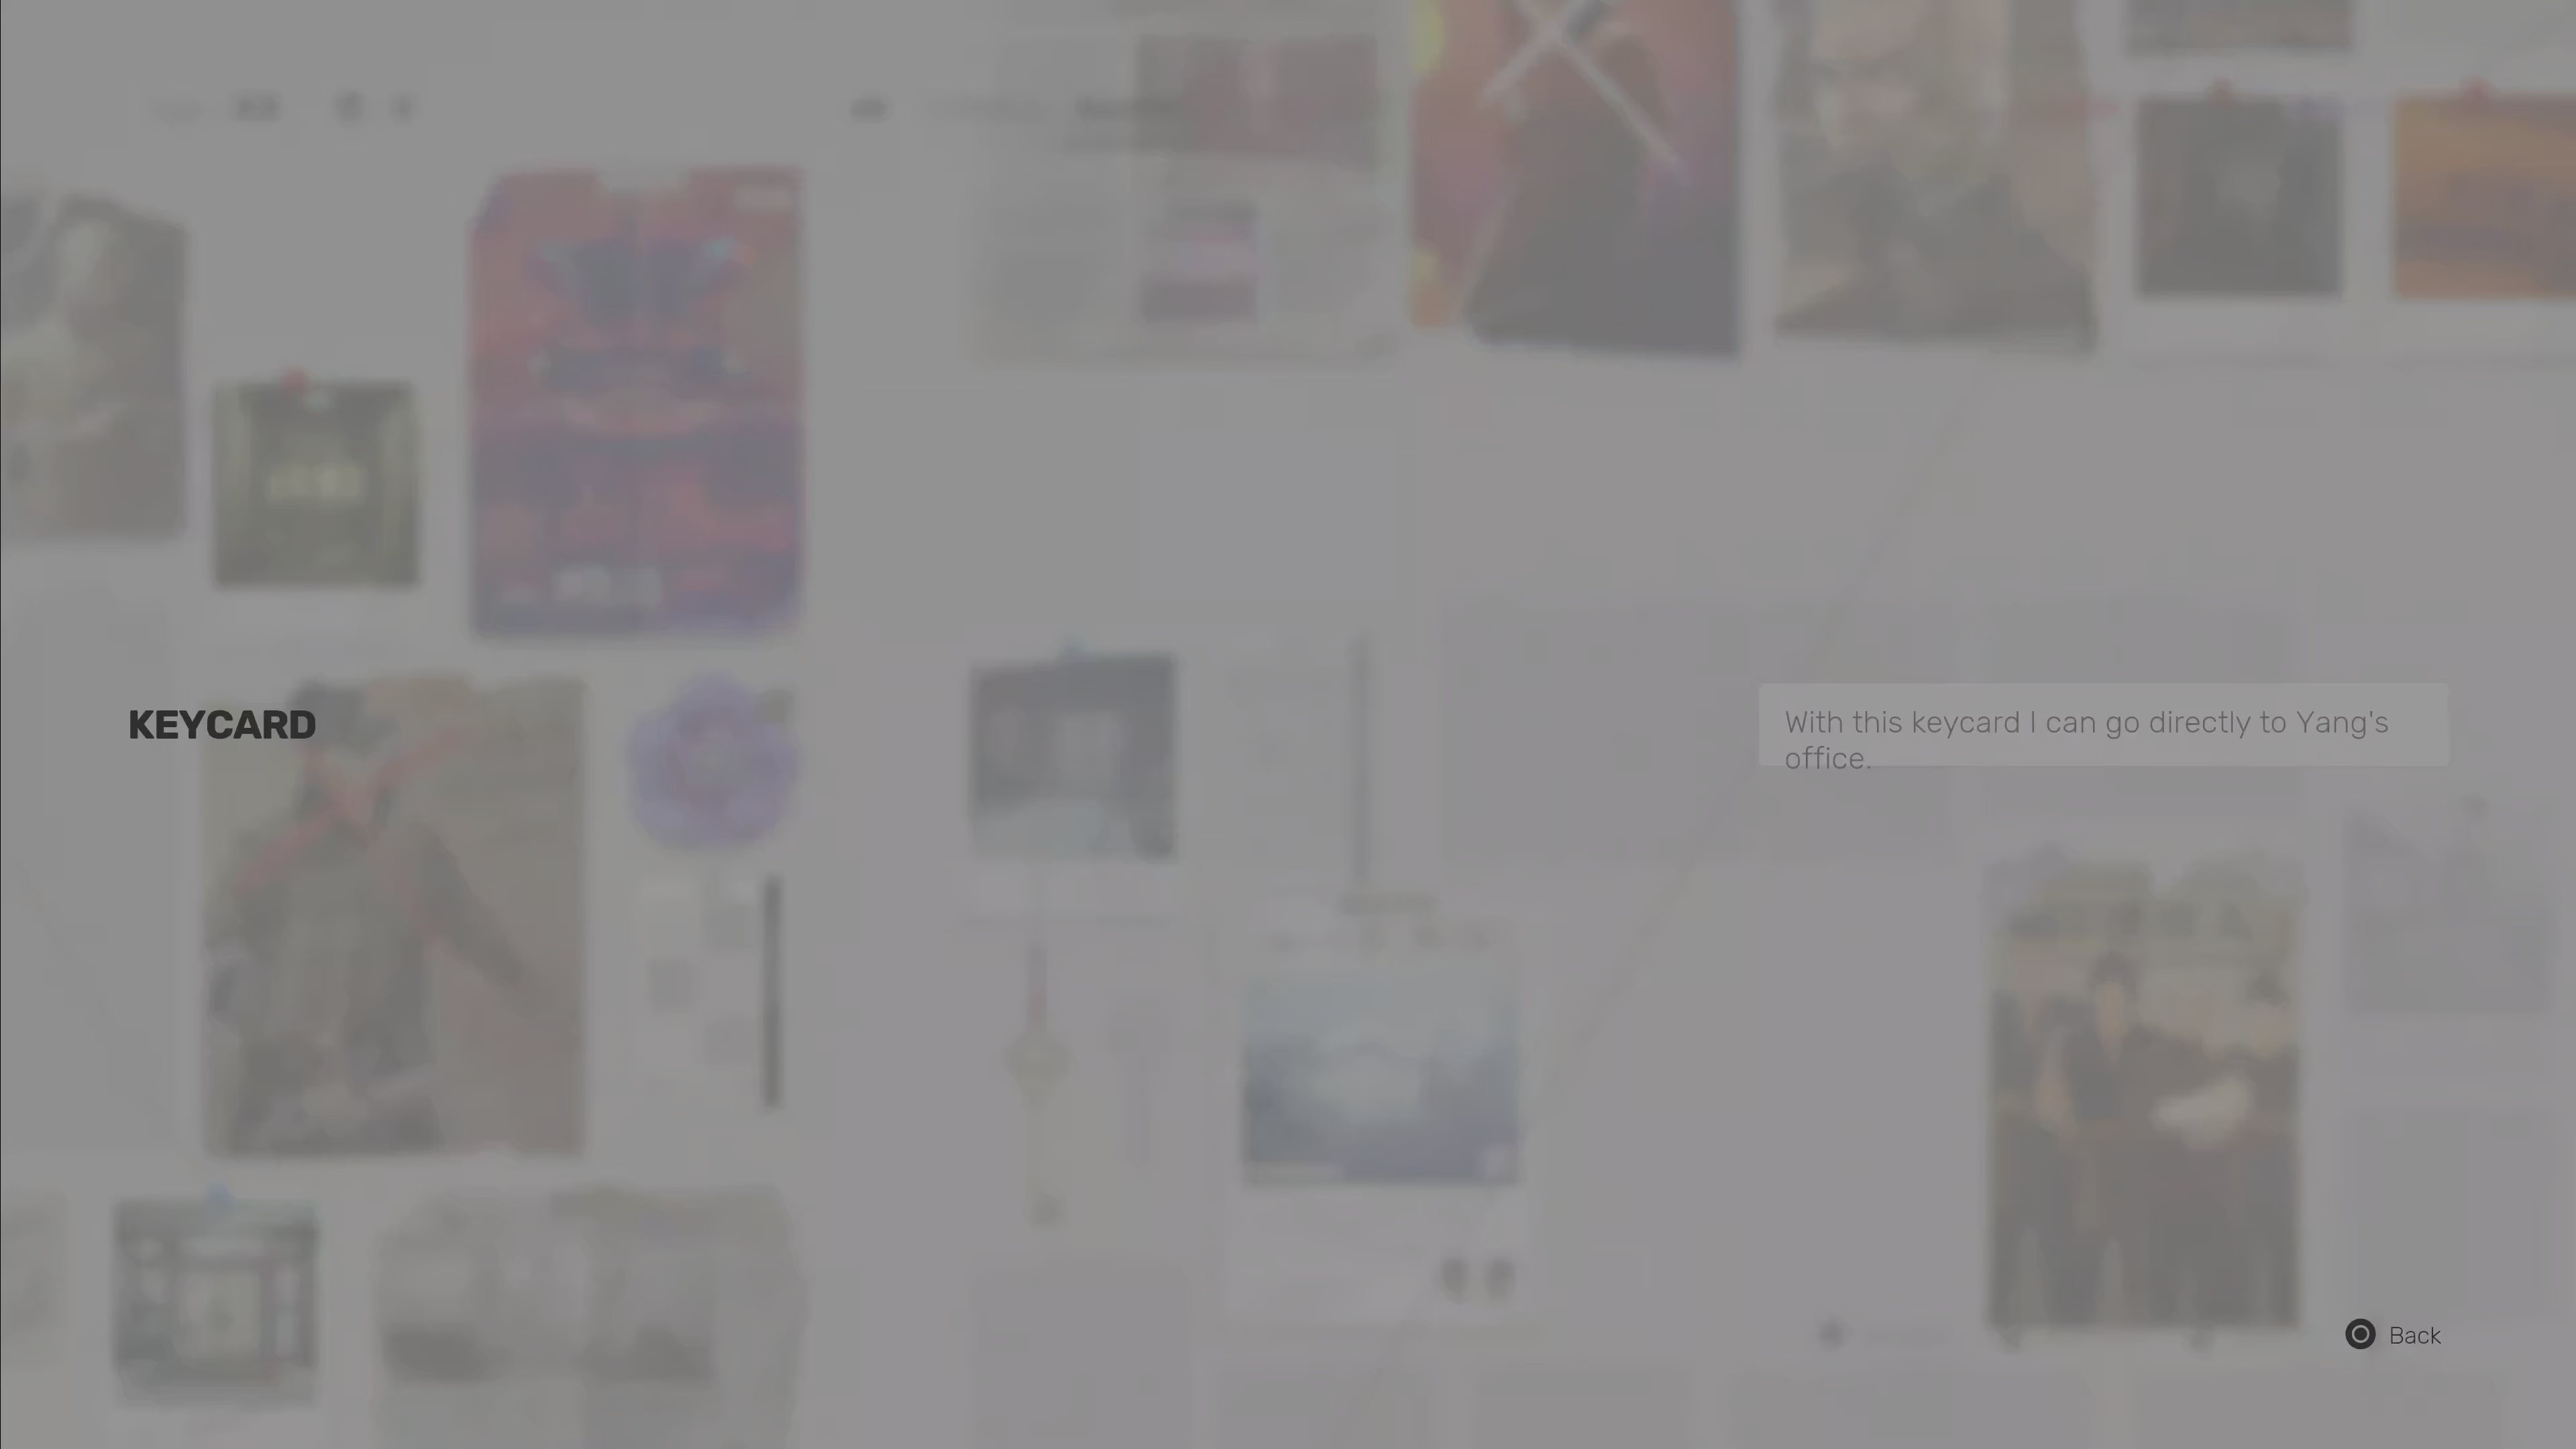 KEYCARD
With this keycard I can go directly to Yang's
office.
Back